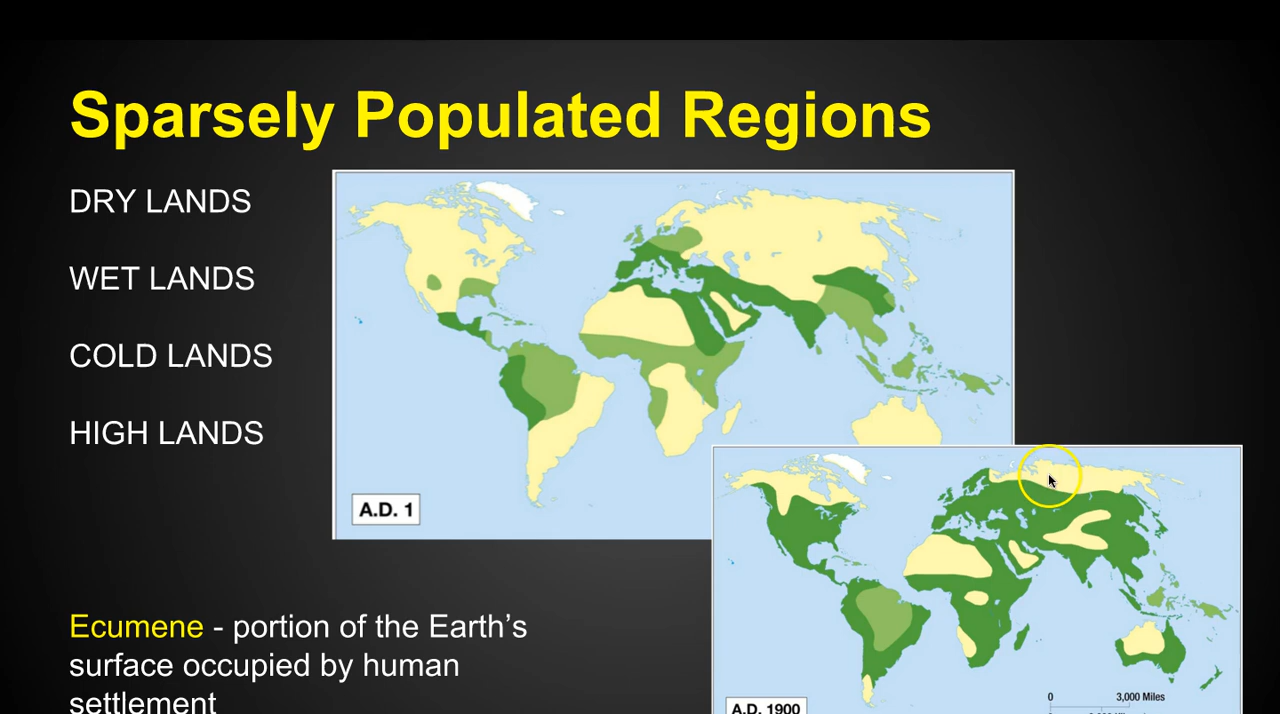 Sparsely Populated Regions
DRY LANDS
WET LANDS
COLD LANDS
HIGH LANDS
A.D. 1
Ecumene - portion of the Earth's
surface occupied by human
settlement
A.D. 1900
0 3,000 Miles